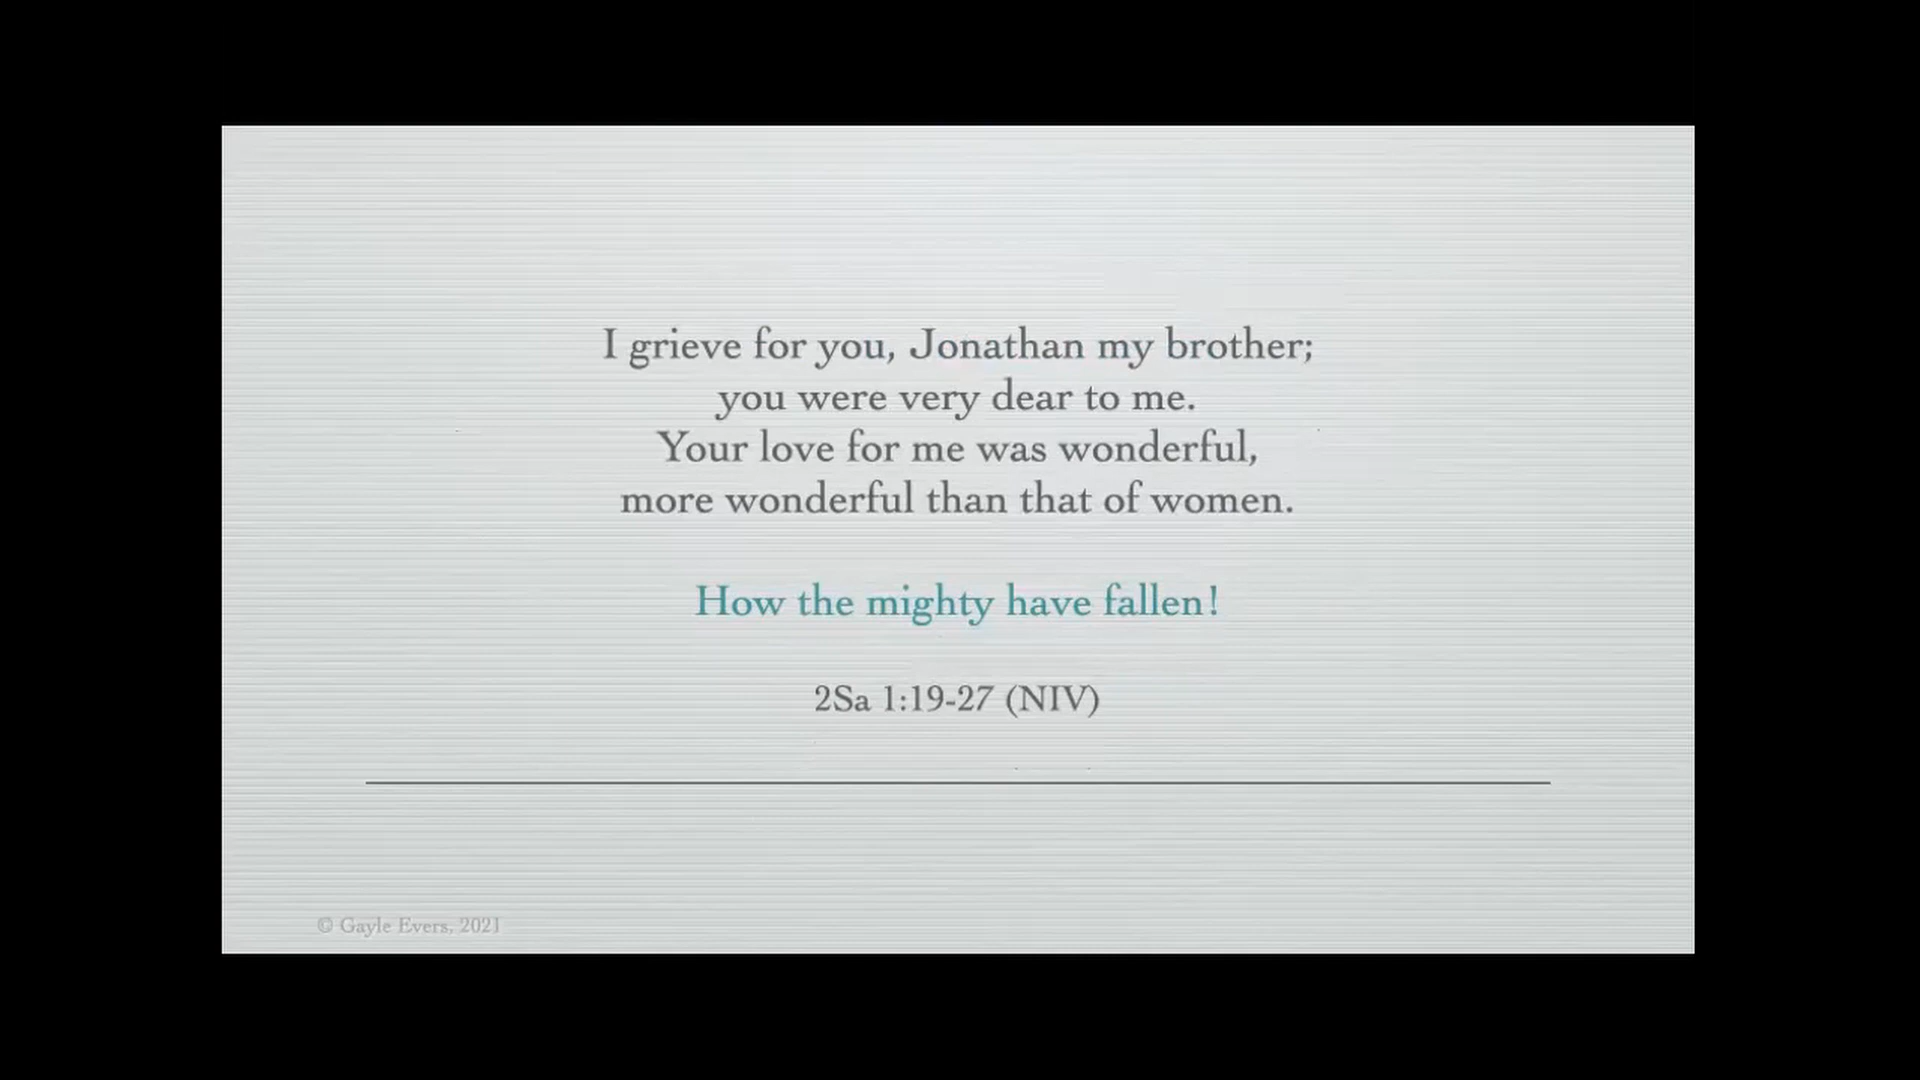 I grieve for you, Jonathan my brother;
you were very dear to me.
Your love for me was wonderful,
more wonderful than that of women.
How the mighty have fallen!
2Sa 1:19-27 (NIV)
© Gayle Evers, 2021